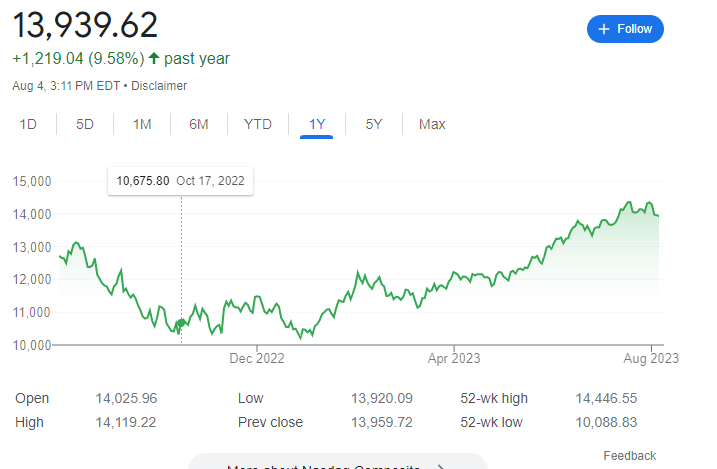 13,939.62
+ Follow
+1,219.04 (9.58%) ↑ past year
Aug 4, 3:11 PM EDT • Disclaimer
1D 5D 1M 6M YTD 1Y 5Y Max
10,675.80 Oct 17, 2022
15,000
14,000
13,000
12,000
11,000
10,000
Dec 2022 Apr 2023 Aug 2023
Open 14,025.96 Low 13,920.09 52-wk high 14,446.55
High 14,119.22 Prev close 13,959.72 52-wk low 10,088.83
Feedback
More about Nasdaq Composite